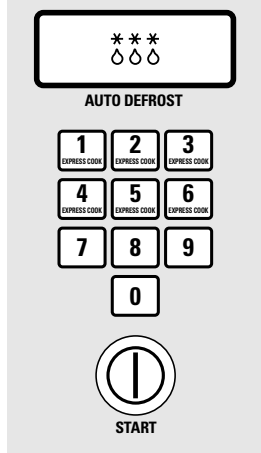 AUTO DEFROST
1 2 3
EXPRESS COOK EXPRESS COOK EXPRESS COOK
4 5 6
EXPRESS COOK EXPRESS COOK EXPRESS COOK
7 8 9
0
START